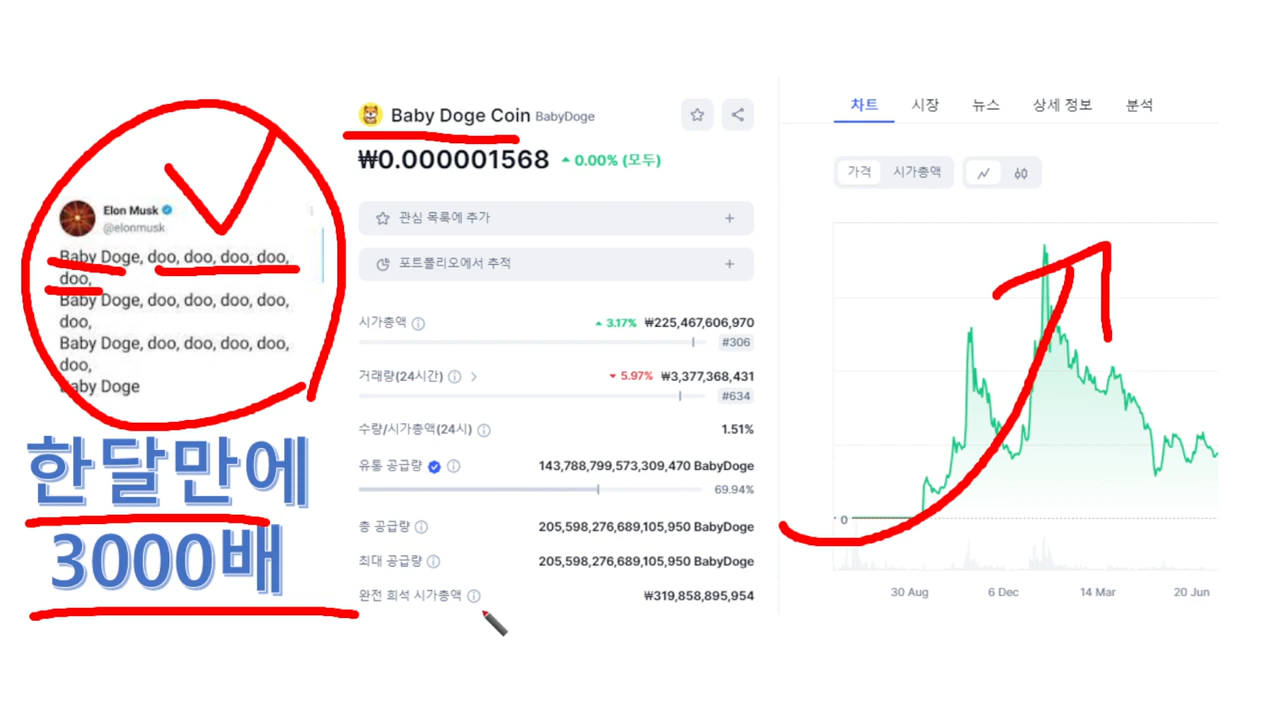 Elon Musk
@elonmusk
Baby Doge, doo, doo, doo, doo,
doo,
Baby Doge, doo, doo, doo, doo,
doo,
Baby Doge, doo, doo, doo, doo,
doo,
Baby Doge
한달만에
3000배
Baby Doge Coin BabyDoge
₩0.000001568 0.00% (모두)
관심 목록에 추가 +
포트폴리오에서 추적 +
시가총액 3.17% ₩225,467,606,970
#306
거래량(24시간) 5.97% ₩3,377,368,431
#634
수량/시가총액(24시) 1.51%
유통 공급량 143,788,799,573,309,470 BabyDoge
69.94%
총 공급량 205,598,276,689,105,950 BabyDoge
최대 공급량 205,598,276,689,105,950 BabyDoge
완전 희석 시가총액 ₩319,858,895,954
차트 시장 뉴스 상세 정보 분석
가격 시가총액
0
30 Aug 6 Dec 14 Mar 20 Jun